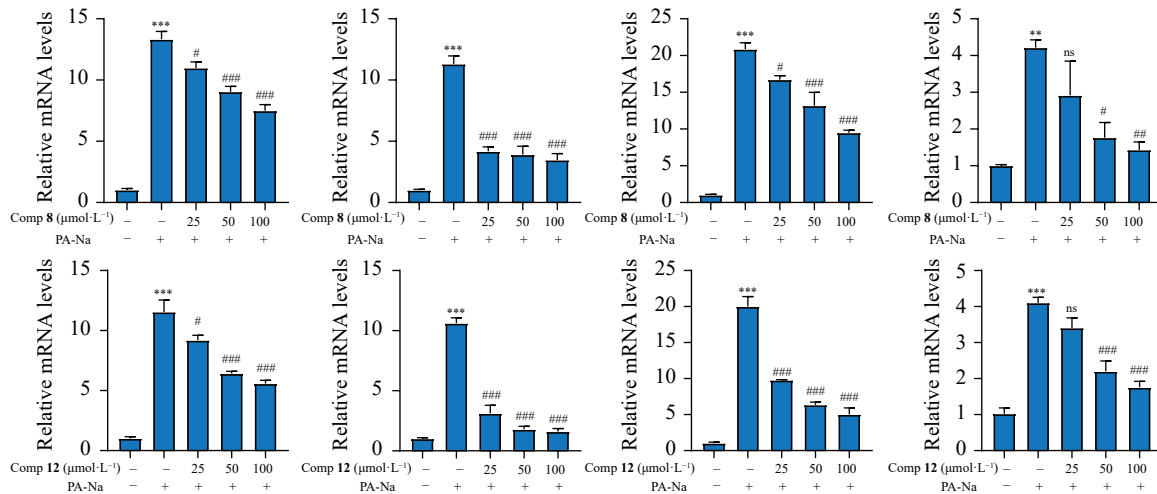 Relative mRNA levels
15
10
5
0
***
#
###
###
Comp 8 (μmol·L⁻¹) – – 25 50 100
PA-Na – + + + +
Relative mRNA levels
15
10
5
0
***
###
###
###
Comp 8 (μmol·L⁻¹) – – 25 50 100
PA-Na – + + + +
Relative mRNA levels
25
20
15
10
5
0
***
#
###
###
Comp 8 (μmol·L⁻¹) – – 25 50 100
PA-Na – + + + +
Relative mRNA levels
5
4
3
2
1
0
**
ns
#
##
Comp 8 (μmol·L⁻¹) – – 25 50 100
PA-Na – + + + +
Relative mRNA levels
15
10
5
0
***
#
###
###
Comp 12 (μmol·L⁻¹) – – 25 50 100
PA-Na – + + + +
Relative mRNA levels
15
10
5
0
***
###
###
###
Comp 12 (μmol·L⁻¹) – – 25 50 100
PA-Na – + + + +
Relative mRNA levels
25
20
15
10
5
0
***
###
###
###
Comp 12 (μmol·L⁻¹) – – 25 50 100
PA-Na – + + + +
Relative mRNA levels
5
4
3
2
1
0
***
ns
###
###
Comp 12 (μmol·L⁻¹) – – 25 50 100
PA-Na – + + + +